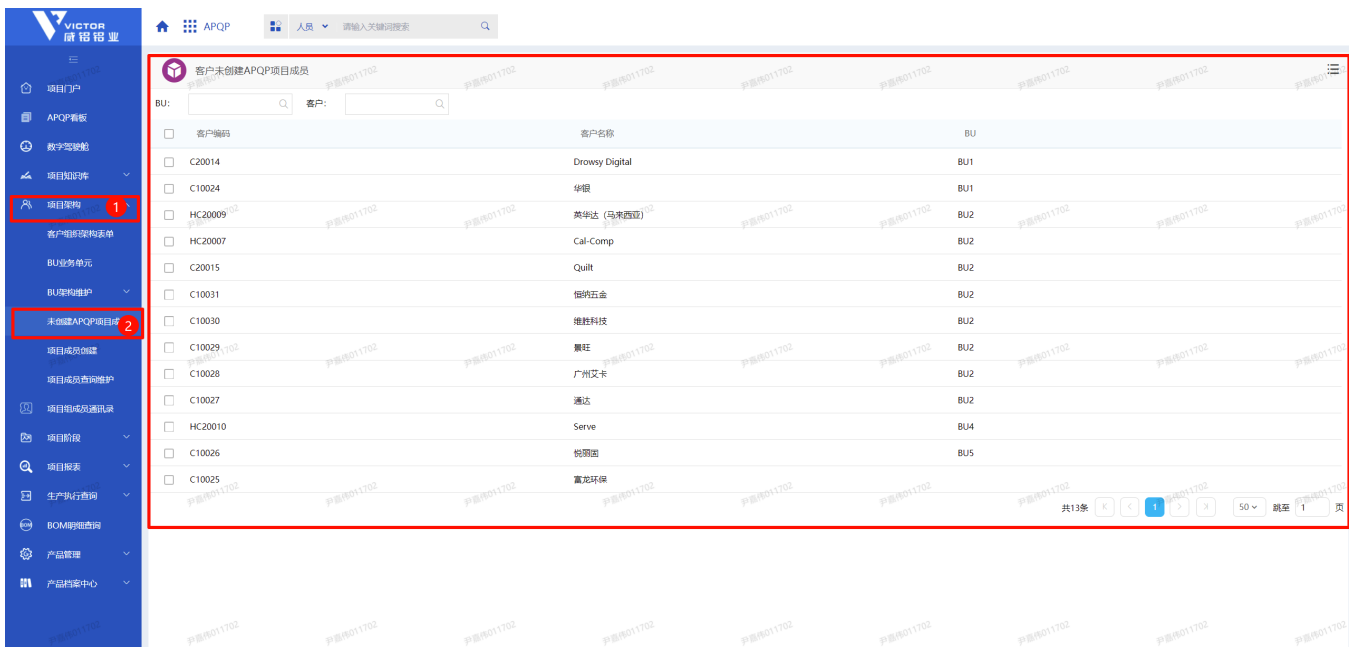 VICTOR
威铝铝业
APQP
人员
请输入关键词搜索
项目门户
APQP看板
数字驾驶舱
项目知识库
项目架构
1
客户组织架构表单
BU业务单元
BU架构维护
未创建APQP项目成
2
项目成员创建
项目成员查询维护
项目组成员通讯录
项目阶段
项目报表
生产执行查询
BOM明细查询
产品管理
产品档案中心
客户未创建APQP项目成员
BU:
客户:
客户编码 客户名称 BU
C20014 Drowsy Digital BU1
C10024 华银 BU1
HC20009 英华达（马来西亚） BU2
HC20007 Cal-Comp BU2
C20015 Quilt BU2
C10031 恒纳五金 BU2
C10030 维胜科技 BU2
C10029 景旺 BU2
C10028 广州艾卡 BU2
C10027 通达 BU2
HC20010 Serve BU4
C10026 悦丽固 BU5
C10025 富龙环保
共13条 1 50 跳至 1 页